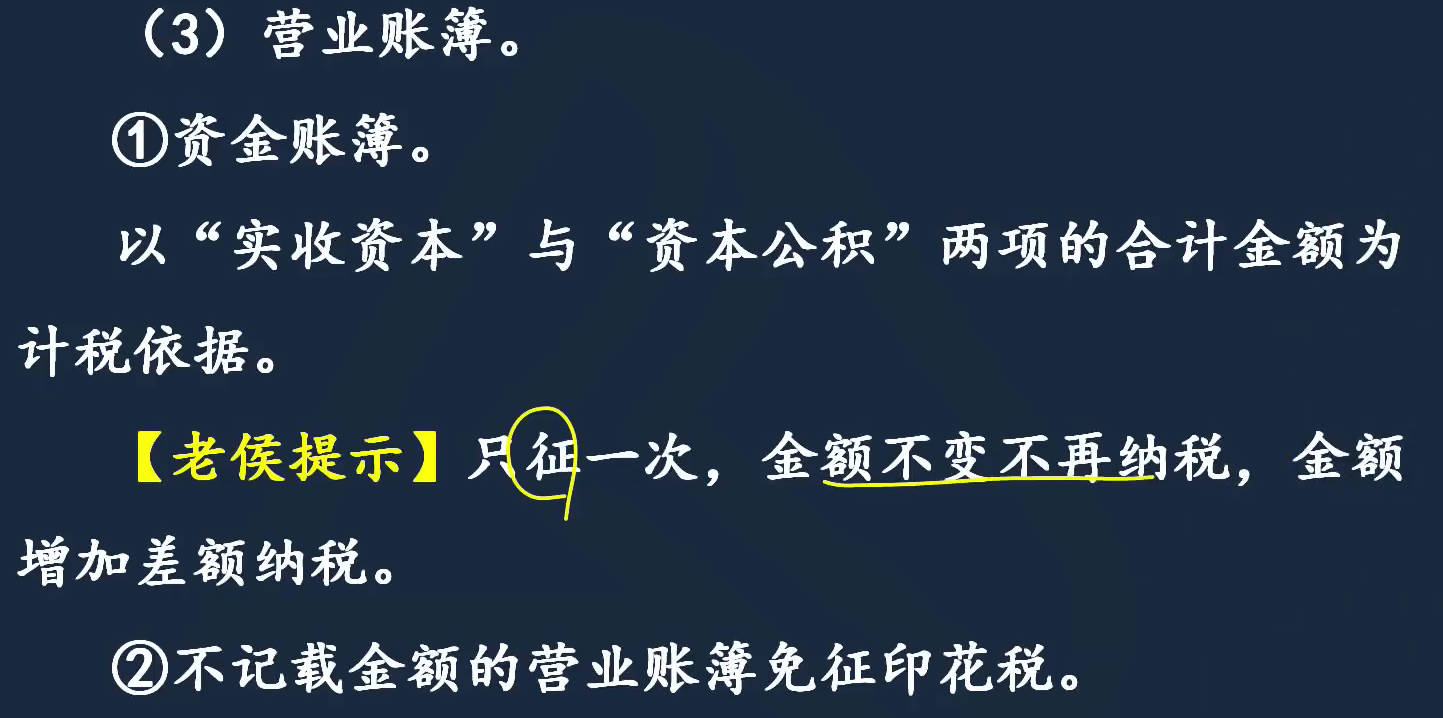 （3）营业账簿。
①资金账簿。
以“实收资本”与“资本公积”两项的合计金额为
计税依据。
【老侯提示】只征一次，金额不变不再纳税，金额
增加差额纳税。
②不记载金额的营业账簿免征印花税。